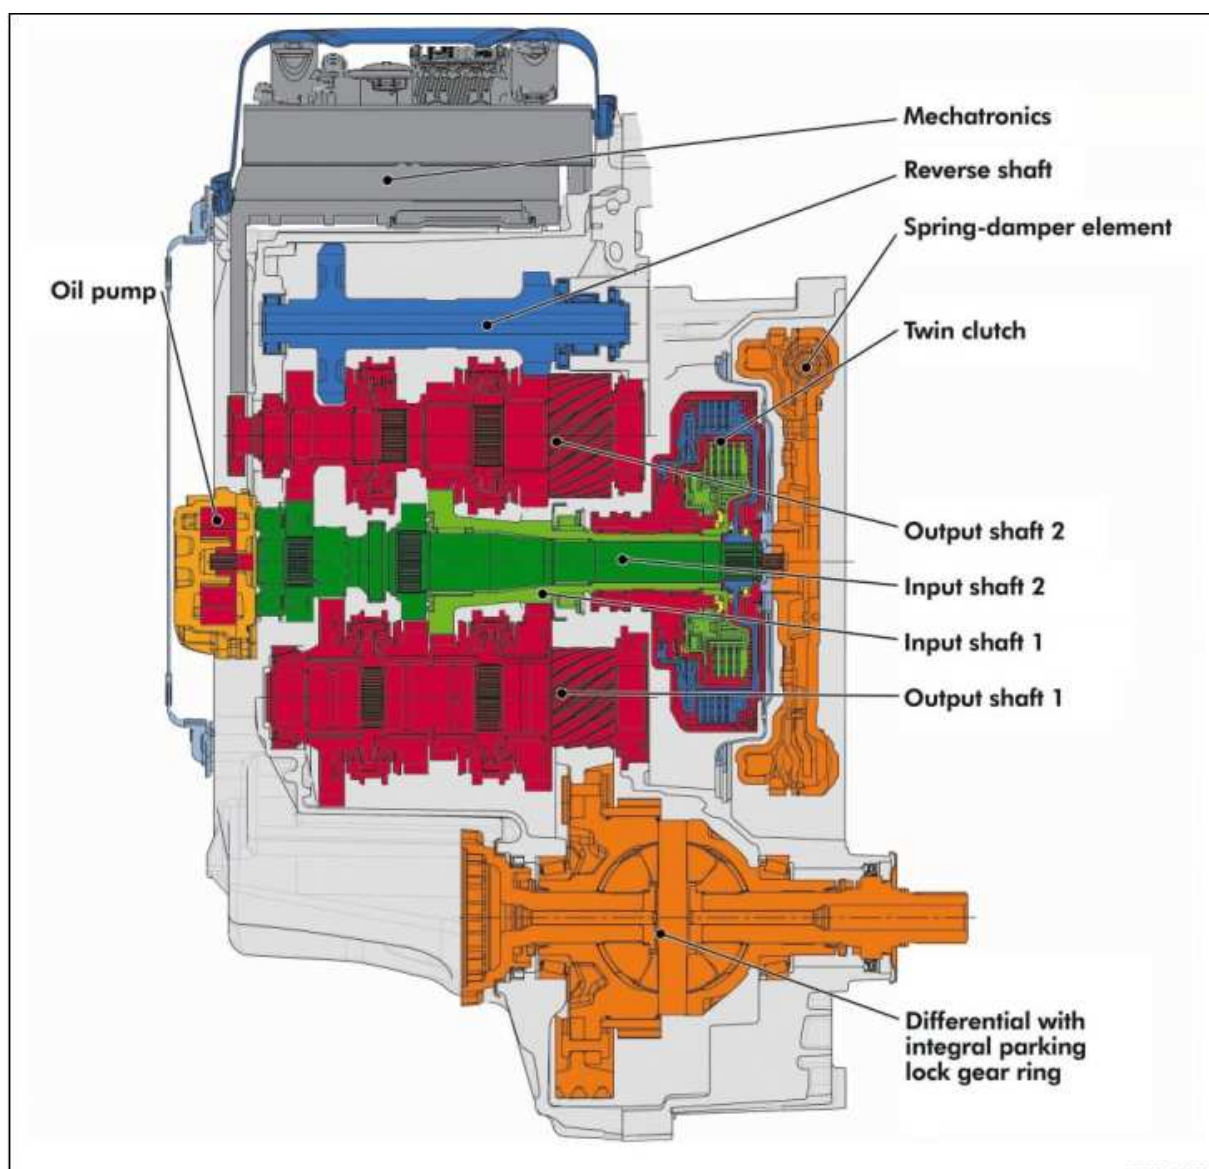 Mechatronics
Reverse shaft
Spring-damper element
Oil pump
Twin clutch
Output shaft 2
Input shaft 2
Input shaft 1
Output shaft 1
Differential with
integral parking
lock gear ring